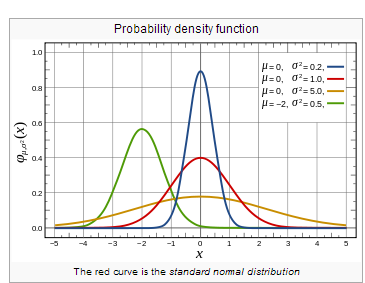 Probability density function
1.0
0.8
0.6
0.4
0.2
0.0
φμ,σ²(x)
μ=0, σ²=0.2,
μ=0, σ²=1.0,
μ=0, σ²=5.0,
μ=−2, σ²=0.5,
−5 −4 −3 −2 −1 0 1 2 3 4 5
x
The red curve is the standard normal distribution